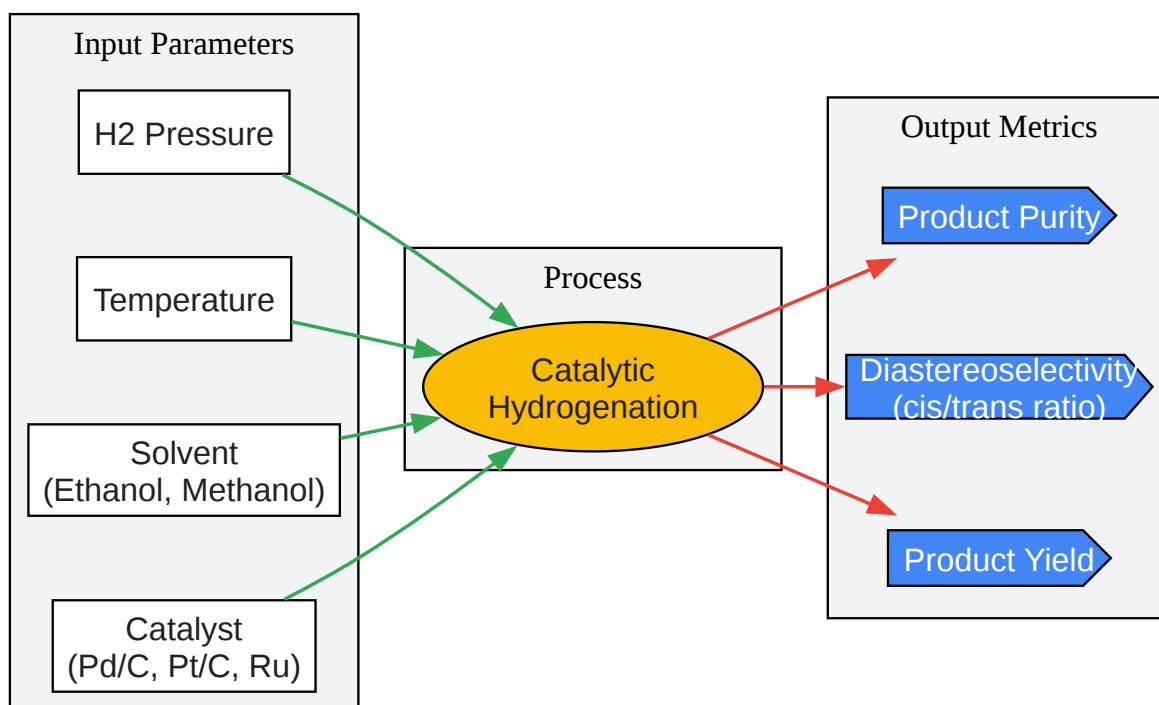 Input Parameters
H2 Pressure
Temperature
Solvent
(Ethanol, Methanol)
Catalyst
(Pd/C, Pt/C, Ru)
Process
Catalytic
Hydrogenation
Output Metrics
Product Purity
Diastereoselectivity
(cis/trans ratio)
Product Yield